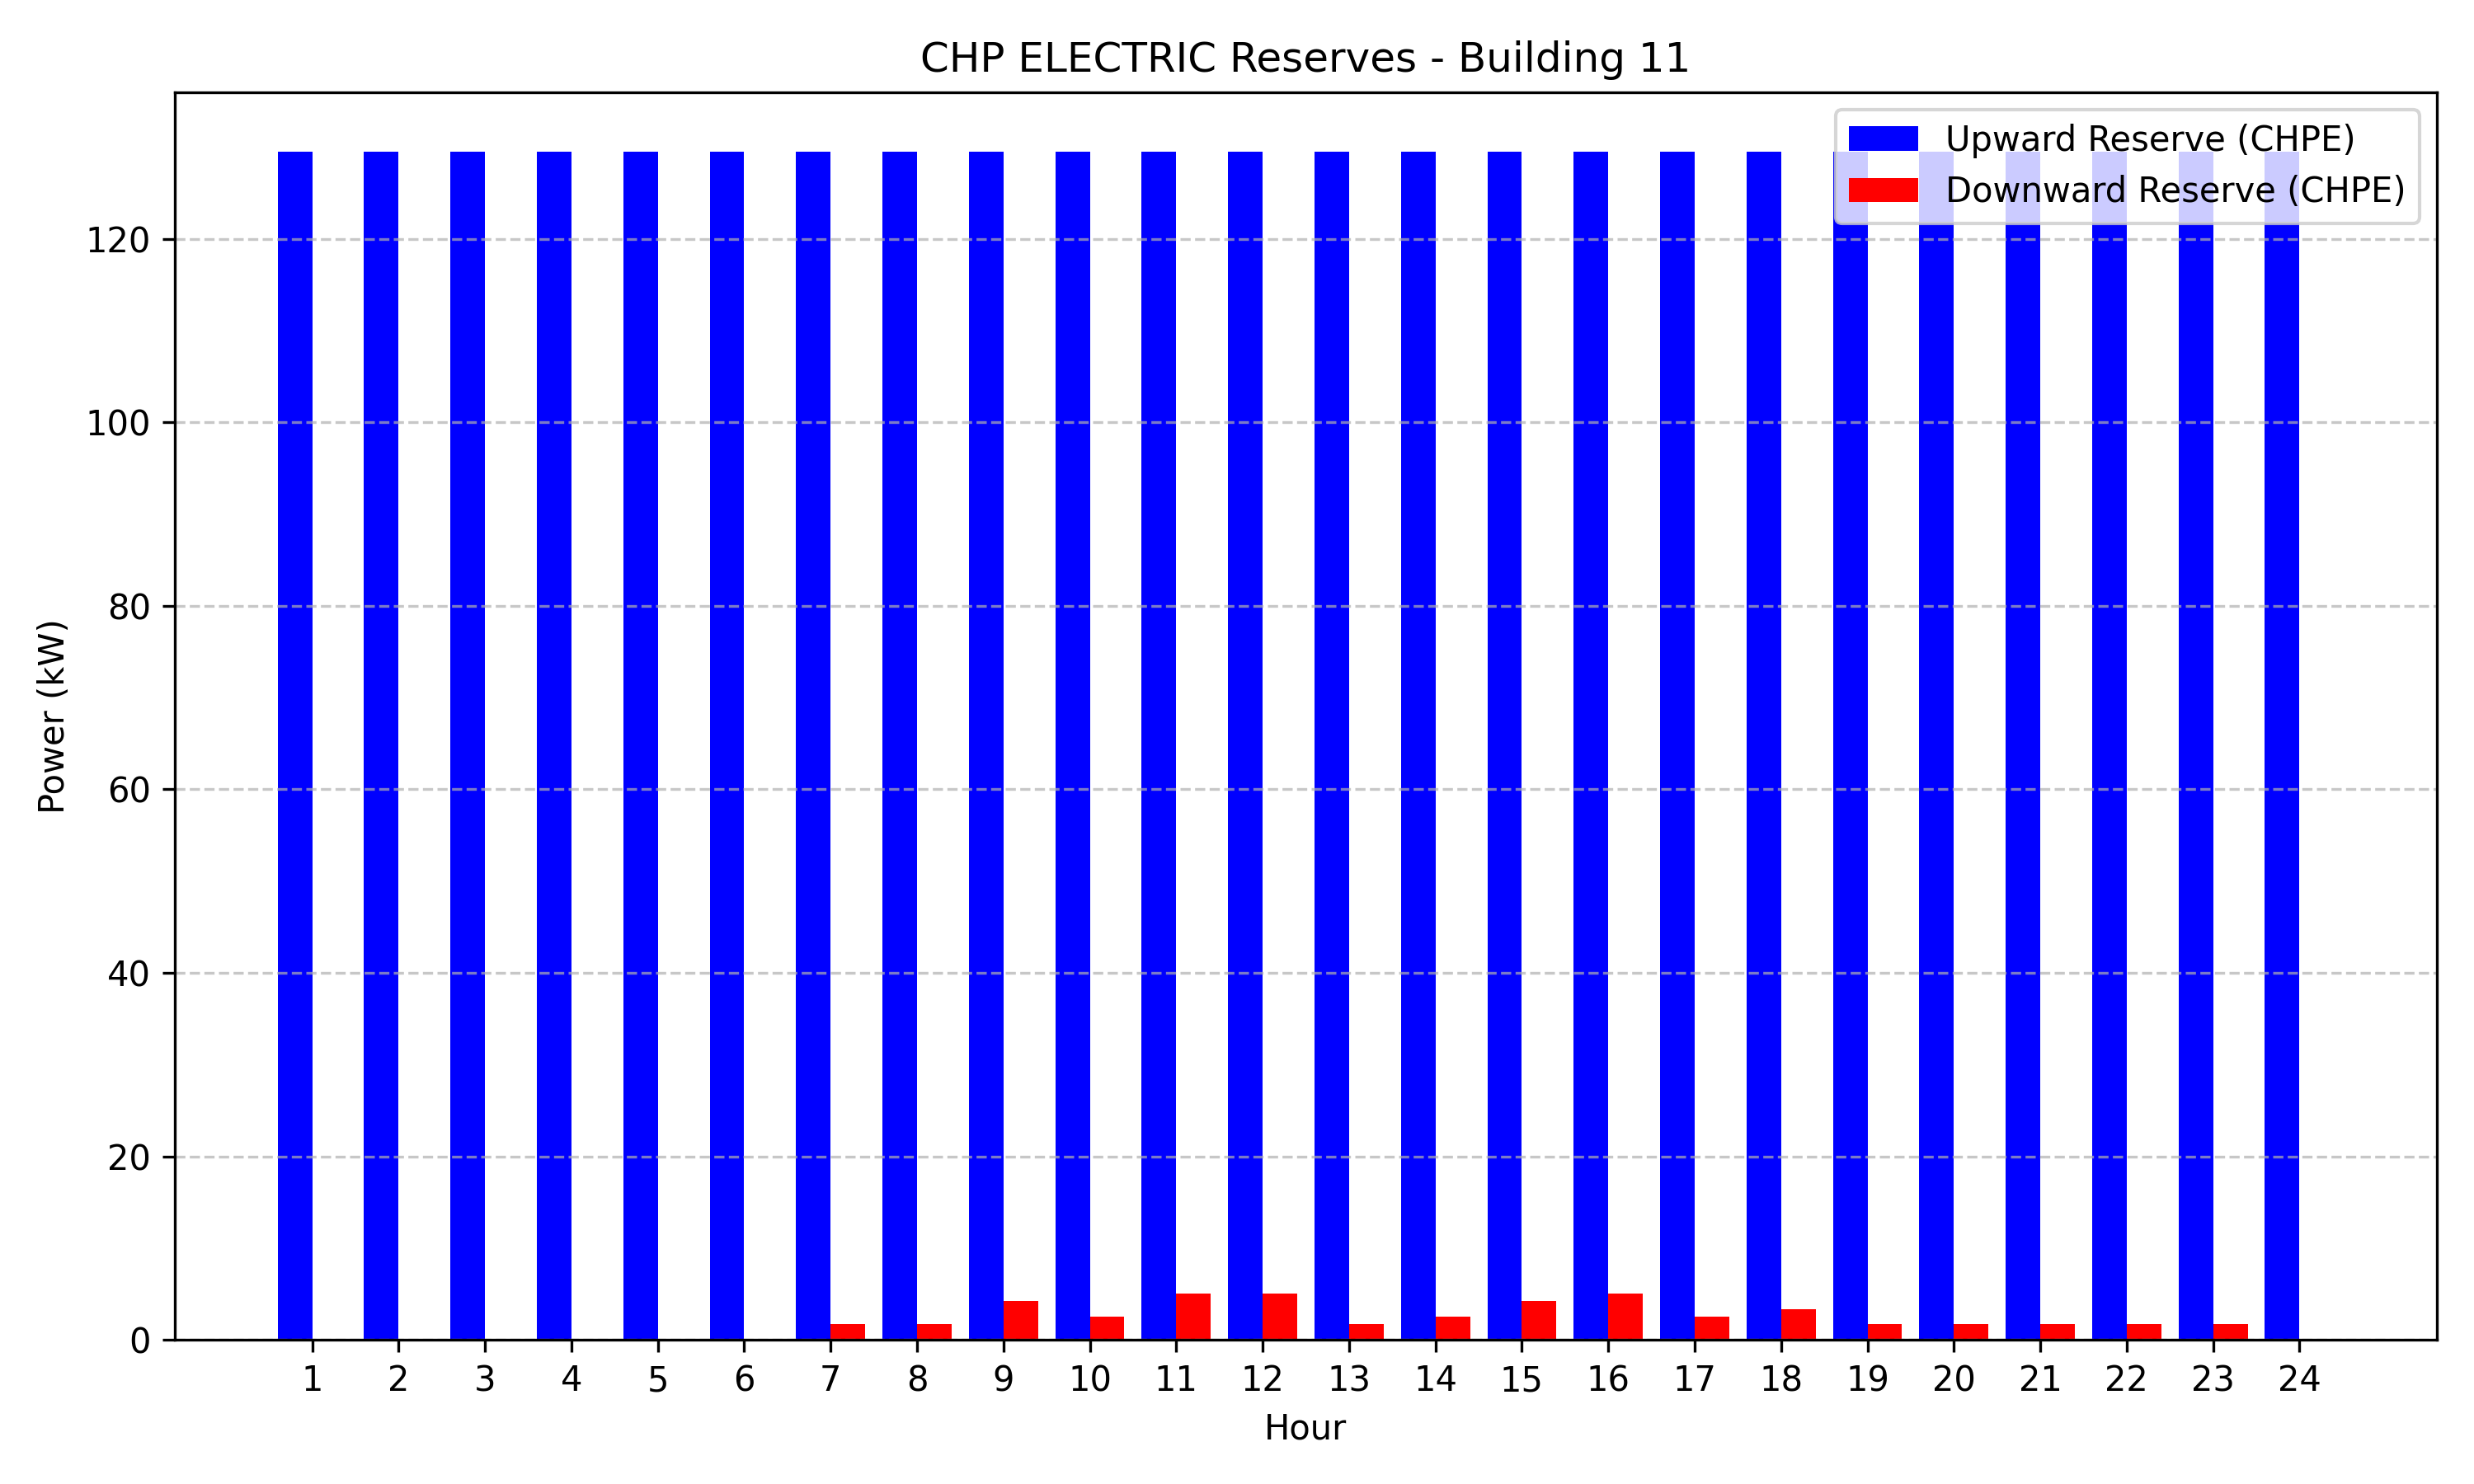 CHP ELECTRIC Reserves - Building 11
Upward Reserve (CHPE)
Downward Reserve (CHPE)
120
100
80
60
40
20
0
Power (kW)
1 2 3 4 5 6 7 8 9 10 11 12 13 14 15 16 17 18 19 20 21 22 23 24
Hour